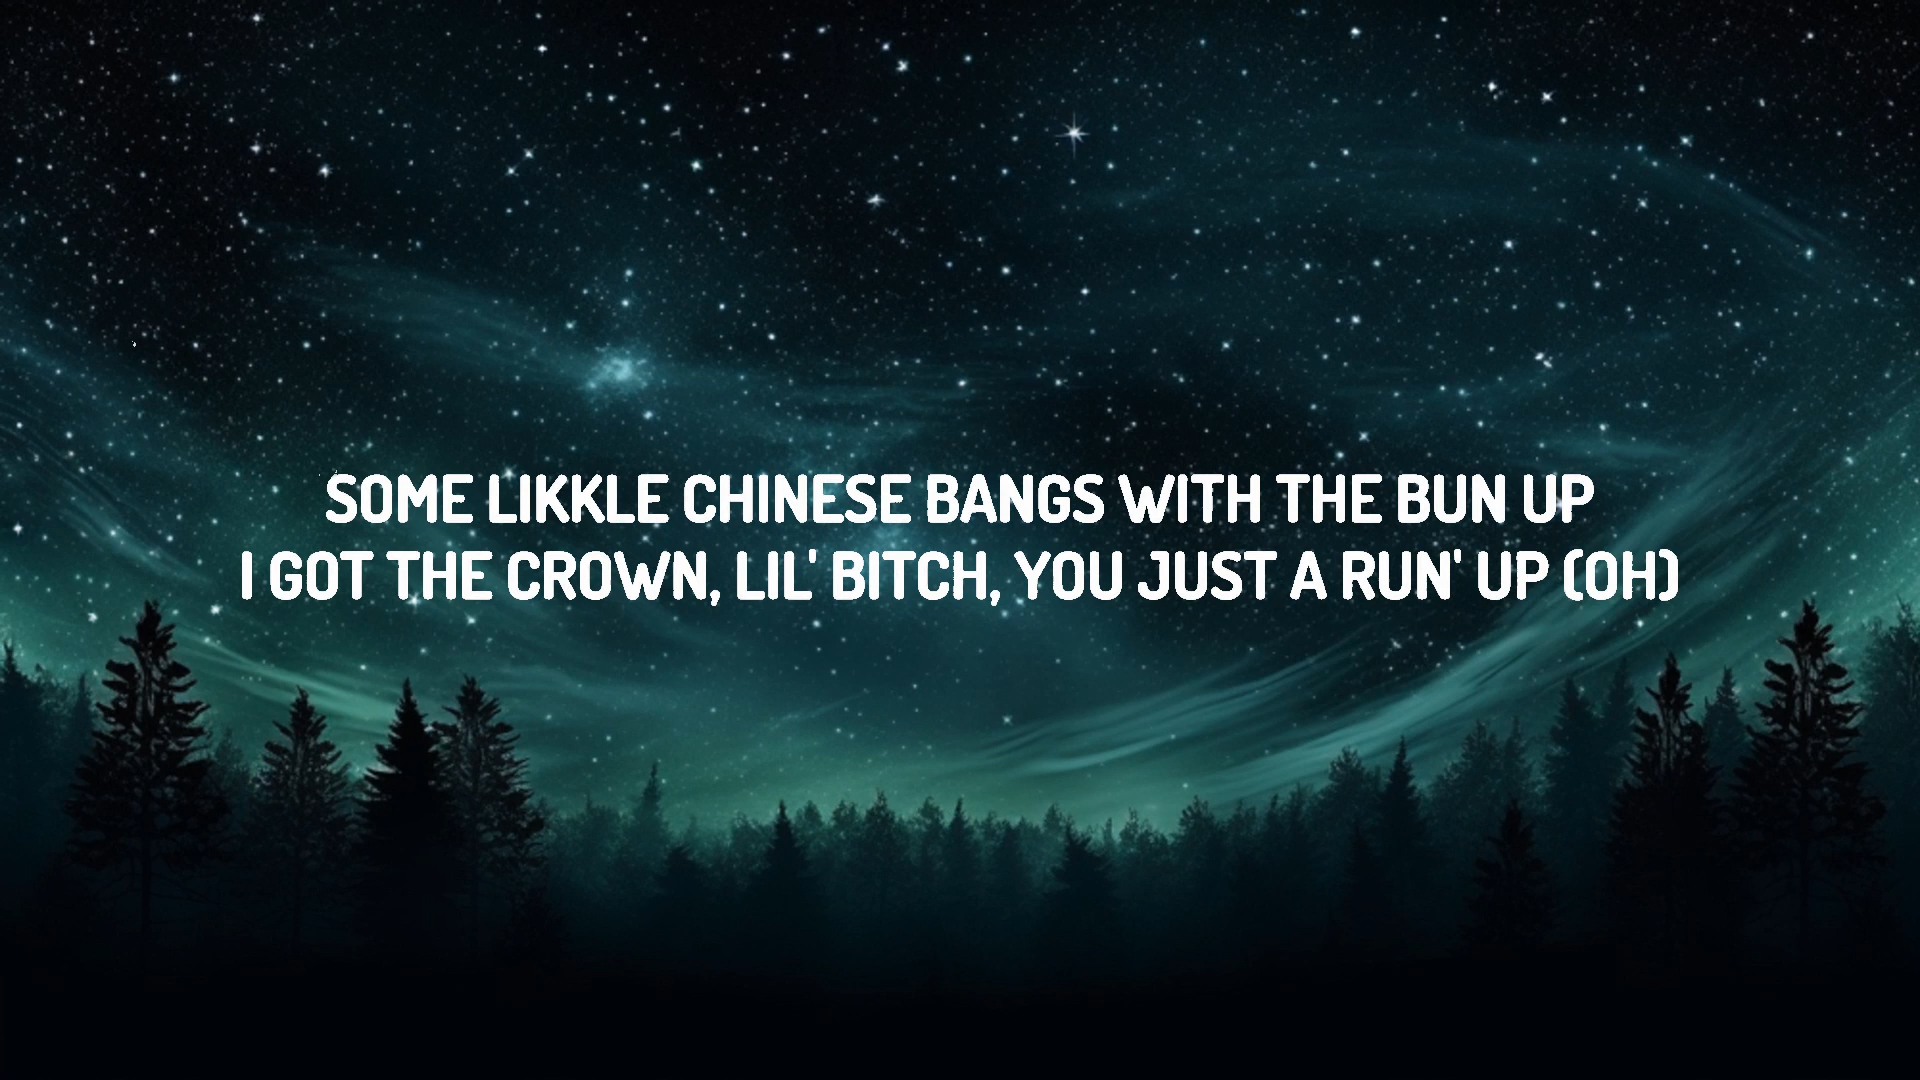 SOME LIKKLE CHINESE BANGS WITH THE BUN UP
I GOT THE CROWN, LIL' BITCH, YOU JUST A RUN' UP (OH)